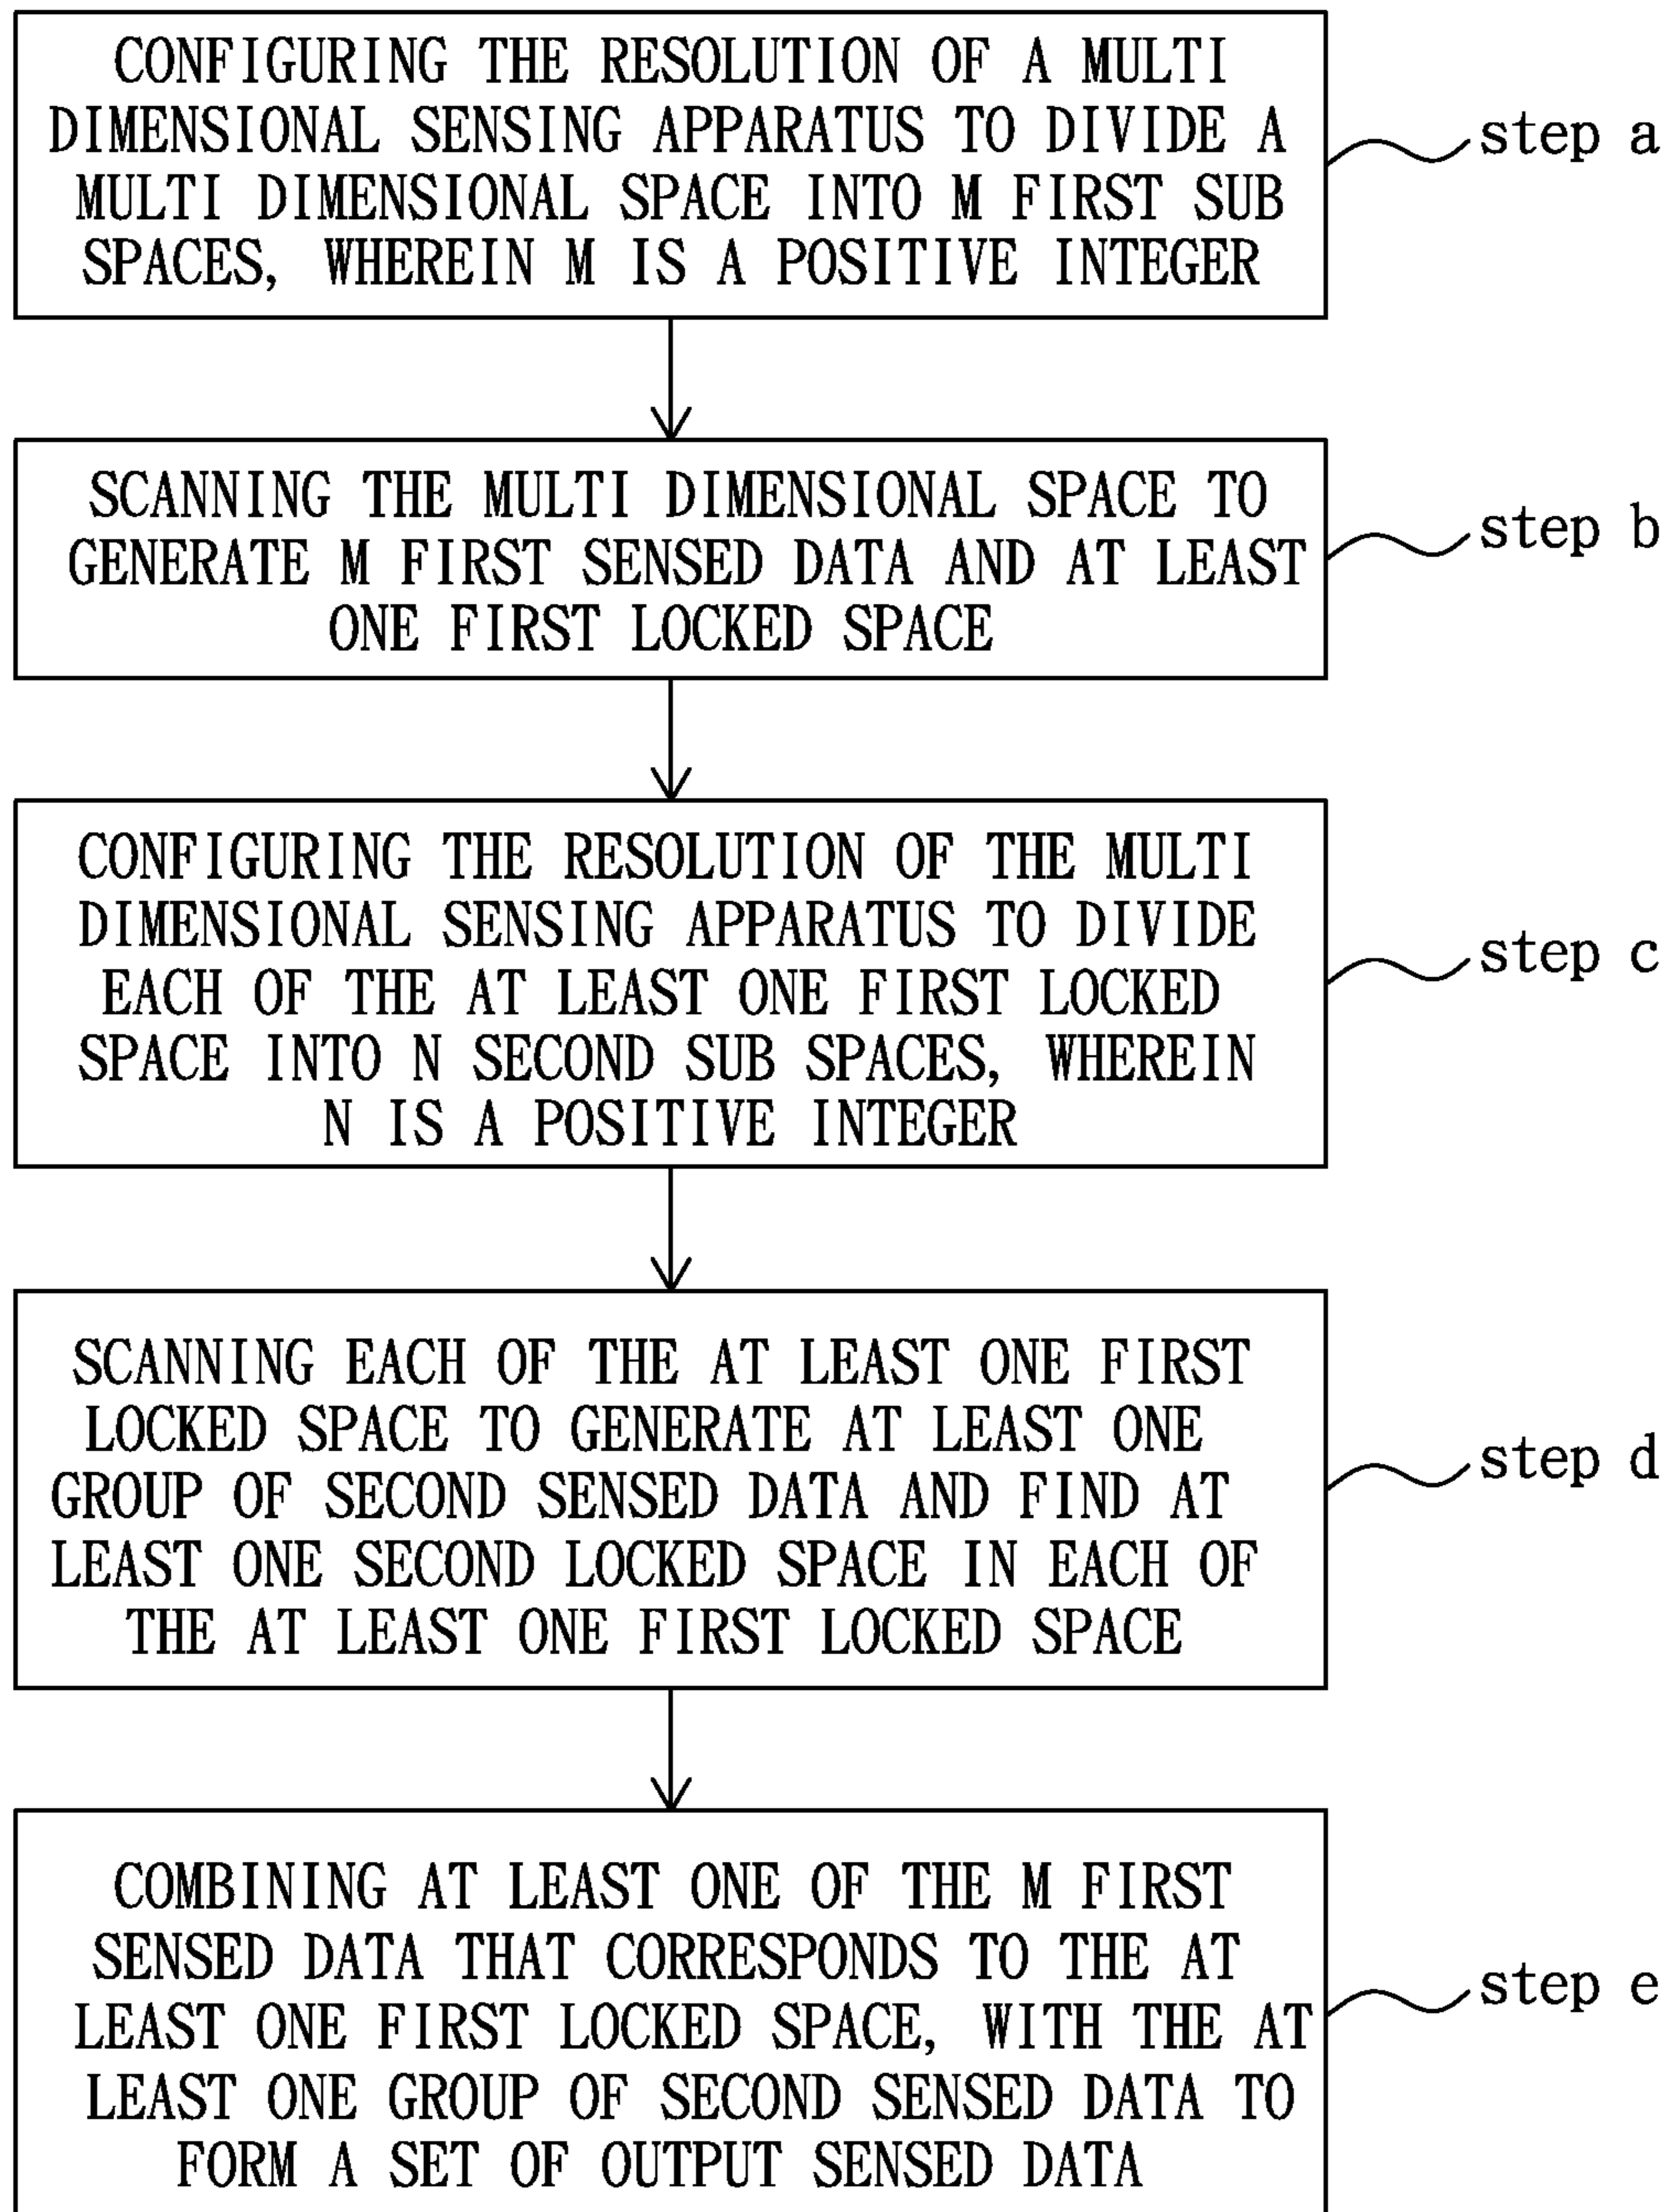 CONFIGURING THE RESOLUTION OF A MULTI
DIMENSIONAL SENSING APPARATUS TO DIVIDE A
MULTI DIMENSIONAL SPACE INTO M FIRST SUB
SPACES, WHEREIN M IS A POSITIVE INTEGER
step a
SCANNING THE MULTI DIMENSIONAL SPACE TO
GENERATE M FIRST SENSED DATA AND AT LEAST
ONE FIRST LOCKED SPACE
step b
CONFIGURING THE RESOLUTION OF THE MULTI
DIMENSIONAL SENSING APPARATUS TO DIVIDE
EACH OF THE AT LEAST ONE FIRST LOCKED
SPACE INTO N SECOND SUB SPACES, WHEREIN
N IS A POSITIVE INTEGER
step c
SCANNING EACH OF THE AT LEAST ONE FIRST
LOCKED SPACE TO GENERATE AT LEAST ONE
GROUP OF SECOND SENSED DATA AND FIND AT
LEAST ONE SECOND LOCKED SPACE IN EACH OF
THE AT LEAST ONE FIRST LOCKED SPACE
step d
COMBINING AT LEAST ONE OF THE M FIRST
SENSED DATA THAT CORRESPONDS TO THE AT
LEAST ONE FIRST LOCKED SPACE, WITH THE AT
LEAST ONE GROUP OF SECOND SENSED DATA TO
FORM A SET OF OUTPUT SENSED DATA
step e